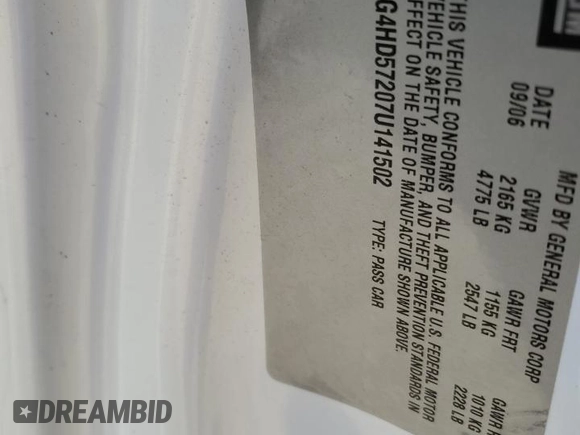 MFD BY GENERAL MOTORS CORP
DATE GVWR GAWR FRT GAWR
09/06 2165 KG 1155 KG 1010 KG
4775 LB 2547 LB 2228 LB
THIS VEHICLE CONFORMS TO ALL APPLICABLE U.S. FEDERAL MOTOR
VEHICLE SAFETY, BUMPER, AND THEFT PREVENTION STANDARDS IN
EFFECT ON THE DATE OF MANUFACTURE SHOWN ABOVE.
G4HD57207U141502 TYPE: PASS CAR
DREAMBID